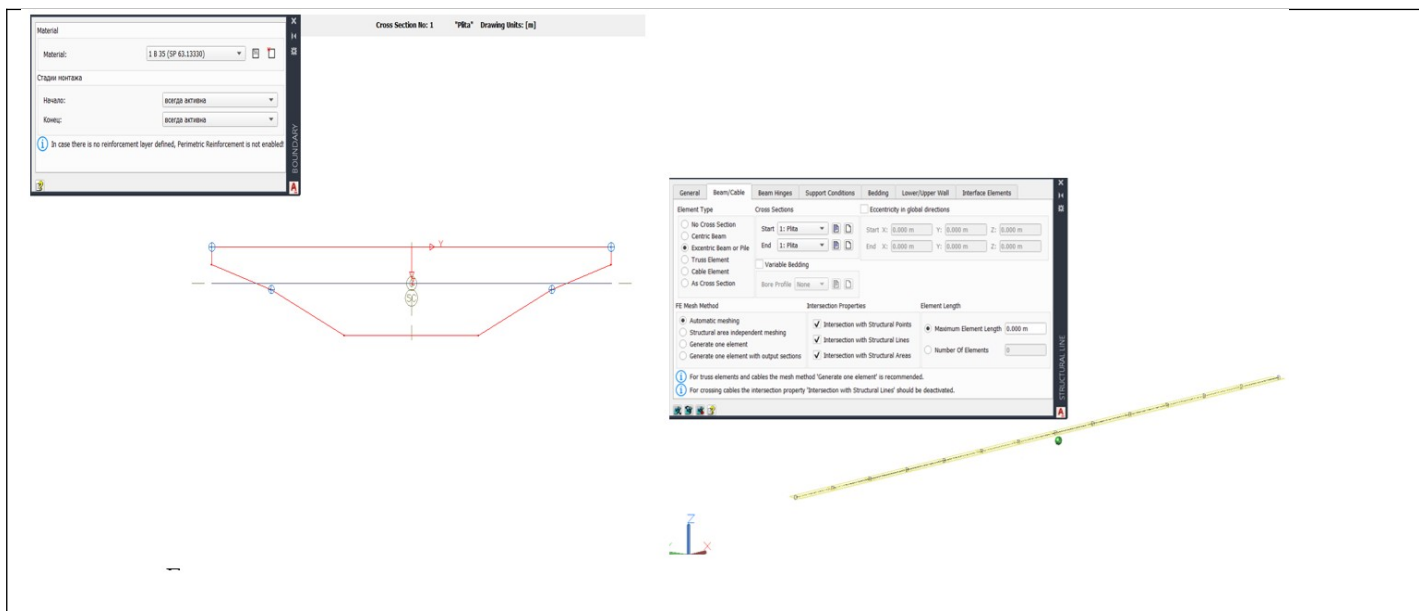 Cross Section No: 1 "Plita" Drawing Units: [m]
Material
Material: 1 B 35 (SP 63.13330)
Стадии монтажа
Начало: всегда активна
Конец: всегда активна
In case there is no reinforcement layer defined, Perimetric Reinforcement is not enabled!
BOUNDARY
Y
SC
General Beam/Cable Beam Hinges Support Conditions Bedding Lower/Upper Wall Interface Elements
Element Type Cross Sections Eccentricity in global directions
No Cross Section Start 1: Plita Start X: 0.000 m Y: 0.000 m Z: 0.000 m
Centric Beam
Excentric Beam or Pile End 1: Plita End X: 0.000 m Y: 0.000 m Z: 0.000 m
Truss Element Variable Bedding
Cable Element
As Cross Section Bore Profile None
FE Mesh Method Intersection Properties Element Length
Automatic meshing Intersection with Structural Points Maximum Element Length 0.000 m
Structural area independent meshing Intersection with Structural Lines
Generate one element Number Of Elements 0
Generate one element with output sections Intersection with Structural Areas
For truss elements and cables the mesh method 'Generate one element' is recommended.
For crossing cables the intersection property 'Intersection with Structural Lines' should be deactivated.
STRUCTURAL LINE
Z
X